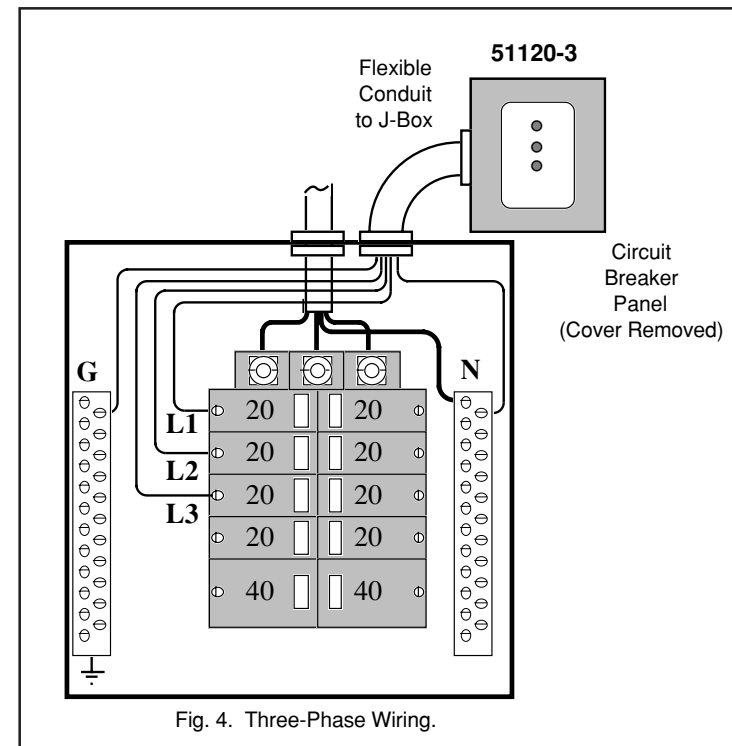 51120-3
Flexible
Conduit
to J-Box
Circuit
Breaker
Panel
(Cover Removed)
G
N
L1
20
20
L2
20
20
L3
20
20
20
20
40
40
Fig. 4. Three-Phase Wiring.